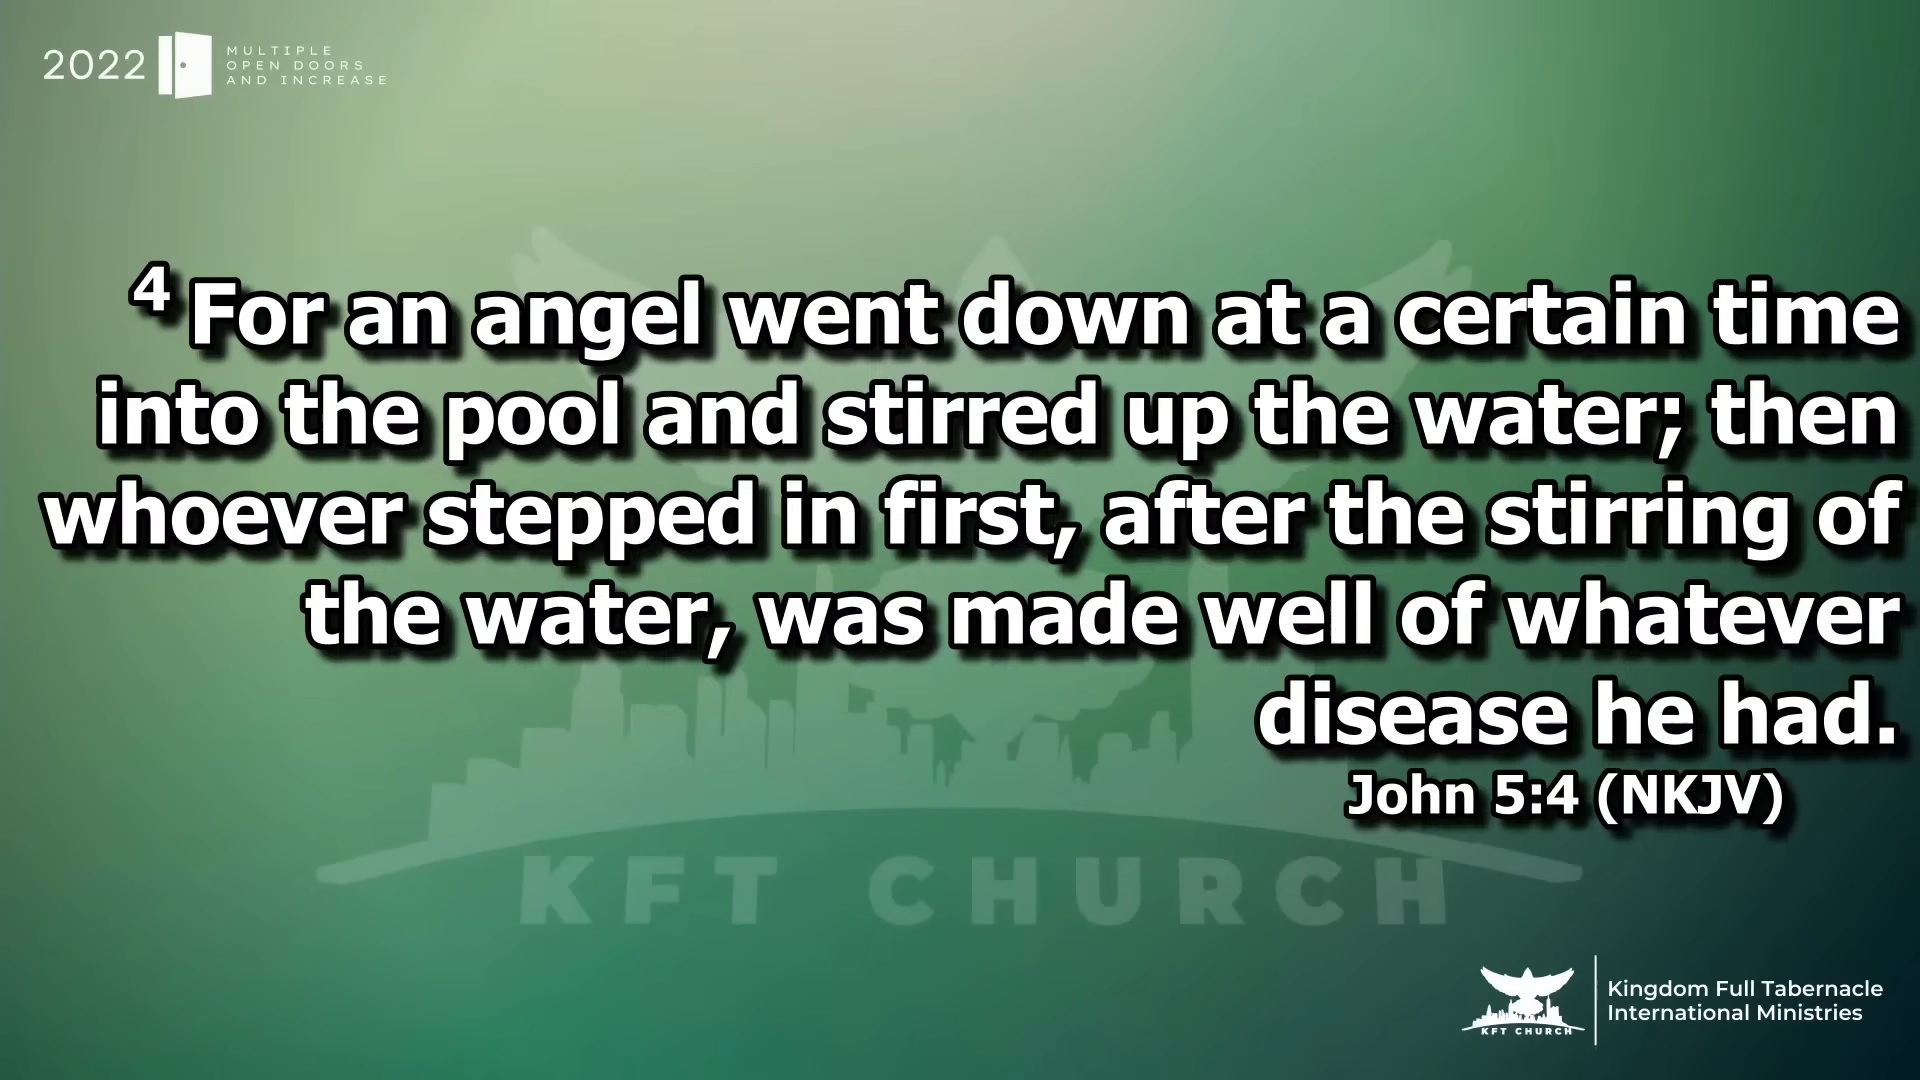 2022
MULTIPLE
OPEN DOORS
AND INCREASE
4 For an angel went down at a certain time
into the pool and stirred up the water; then
whoever stepped in first, after the stirring of
the water, was made well of whatever
disease he had.
John 5:4 (NKJV)
KFT CHURCH
KFT CHURCH
Kingdom Full Tabernacle
International Ministries